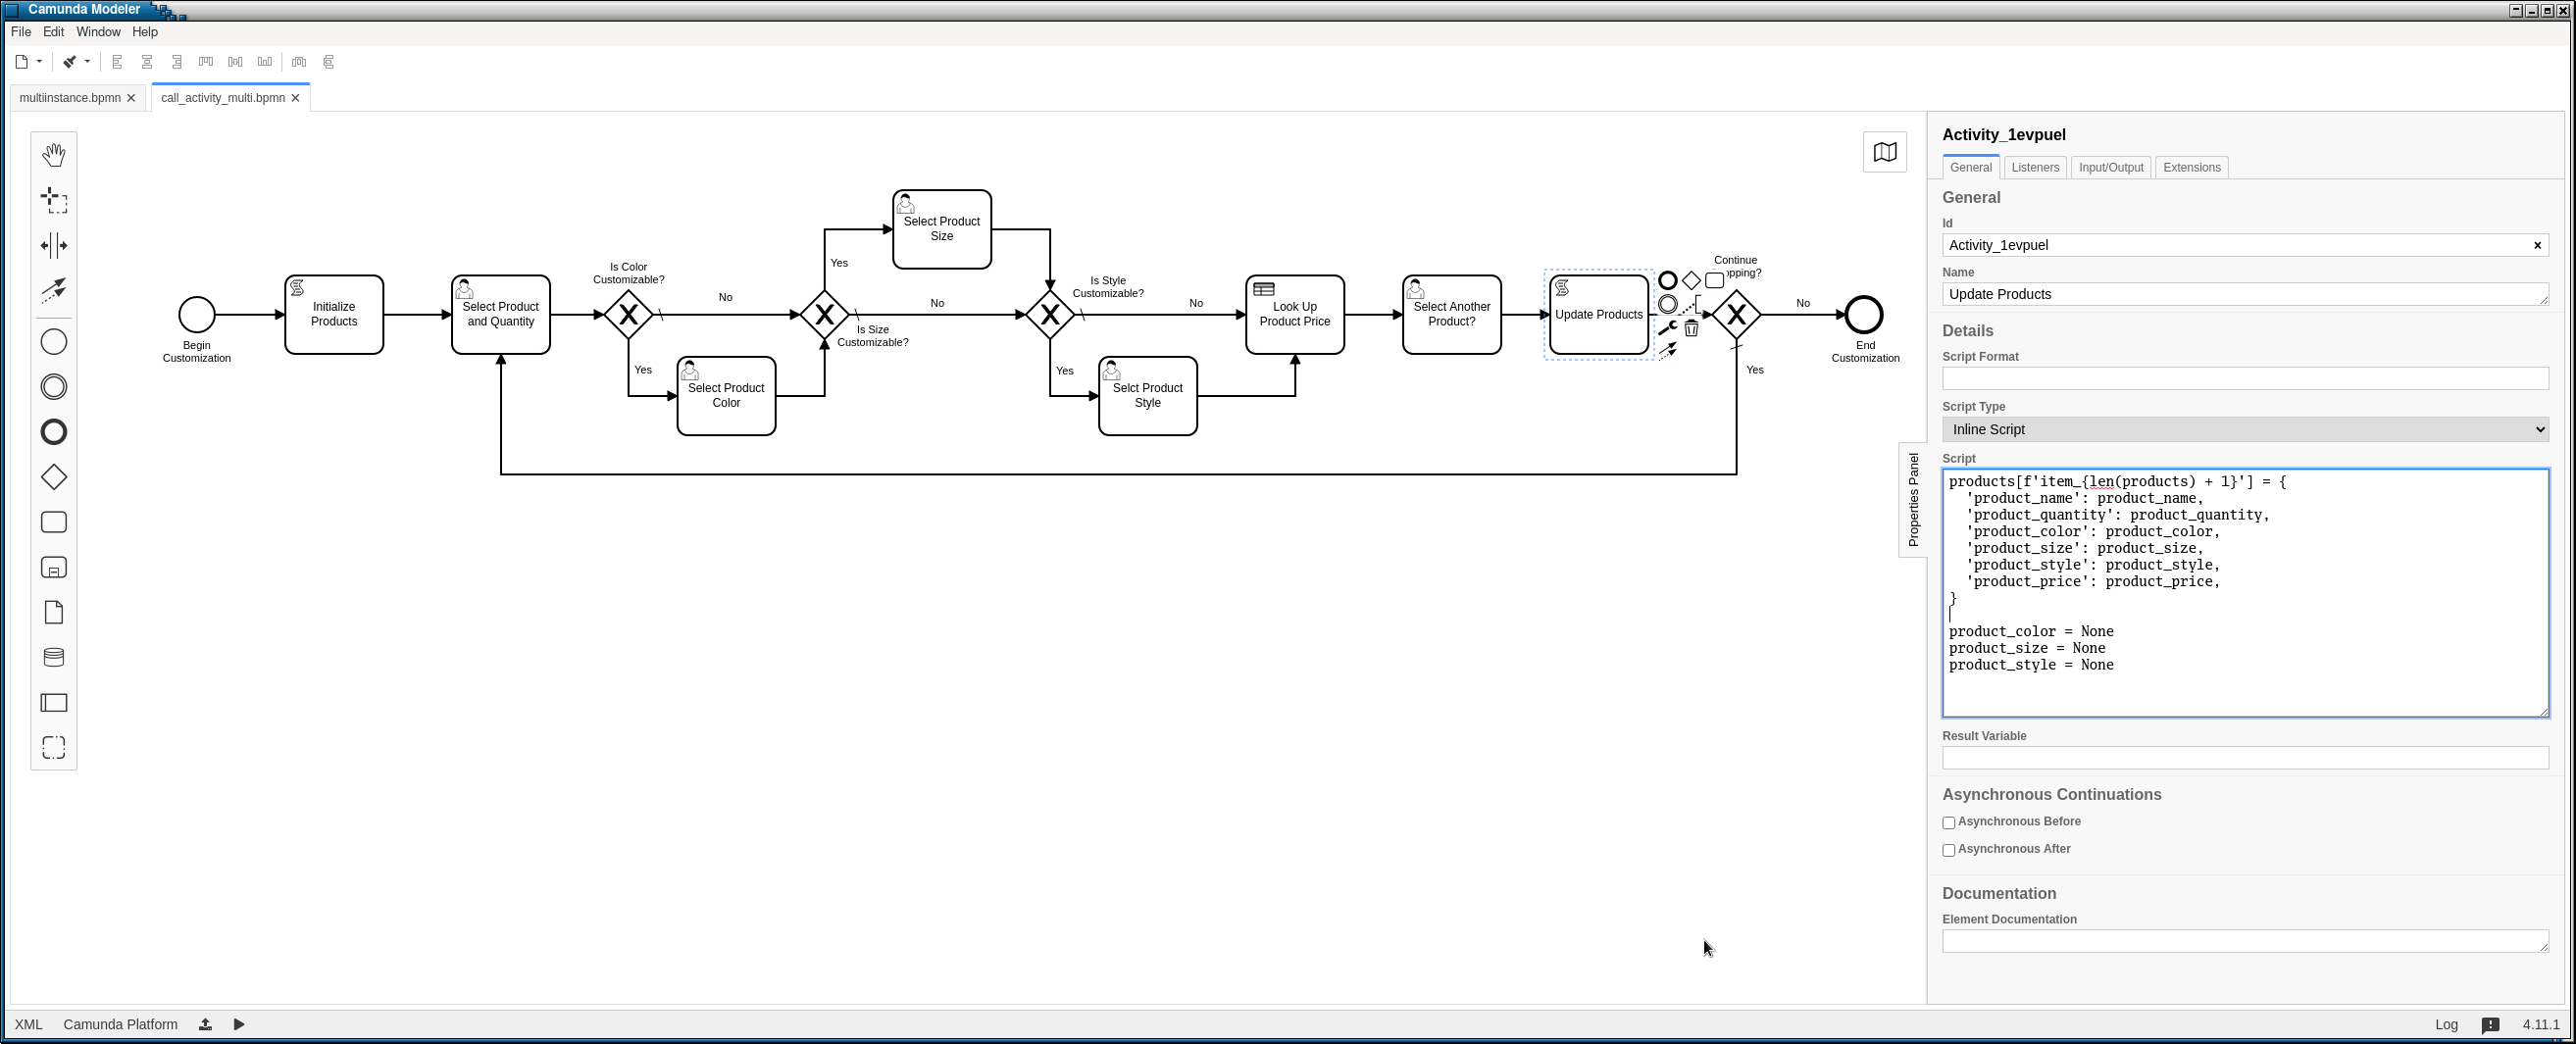 Camunda Modeler
File Edit Window Help
multiinstance.bpmn
call_activity_multi.bpmn
Begin
Customization
Initialize
Products
Select Product
and Quantity
Is Color
Customizable?
No
Yes
Select Product
Color
Yes
Select Product
Size
Is Size
Customizable?
No
Is Style
Customizable?
No
Yes
Selct Product
Style
Look Up
Product Price
Select Another
Product?
Update Products
Continue
opping?
No
Yes
End
Customization
Properties Panel
Activity_1evpuel
General Listeners Input/Output Extensions
General
Id
Activity_1evpuel
Name
Update Products
Details
Script Format
Script Type
Inline Script
Script
products[f'item_{len(products) + 1}'] = {
  'product_name': product_name,
  'product_quantity': product_quantity,
  'product_color': product_color,
  'product_size': product_size,
  'product_style': product_style,
  'product_price': product_price,
}
product_color = None
product_size = None
product_style = None
Result Variable
Asynchronous Continuations
Asynchronous Before
Asynchronous After
Documentation
Element Documentation
XML Camunda Platform
Log 4.11.1